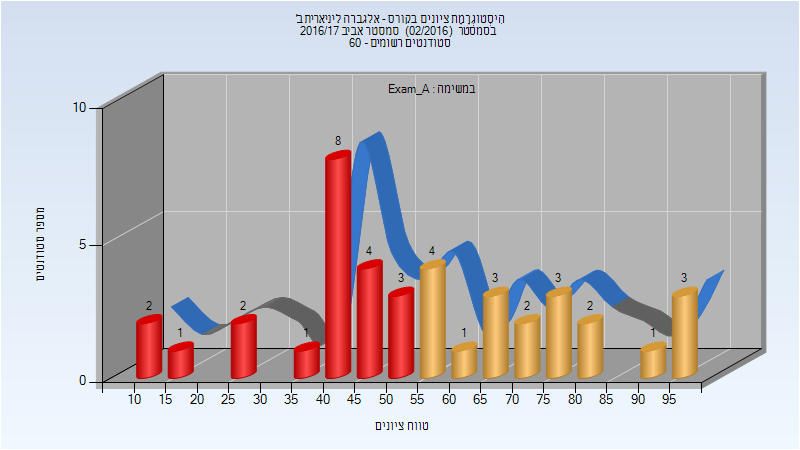 היסטוגרמת ציונים בקורס - אלגברה ליניארית ב'
בסמסטר (02/2016) סמסטר אביב 2016/17
סטודנטים רשומים - 60
במשימה : Exam_A
מספר סטודנטים
10
5
0
2
1
2
1
8
4
3
4
1
3
2
3
2
1
3
10 15 20 25 30 35 40 45 50 55 60 65 70 75 80 85 90 95
טווח ציונים